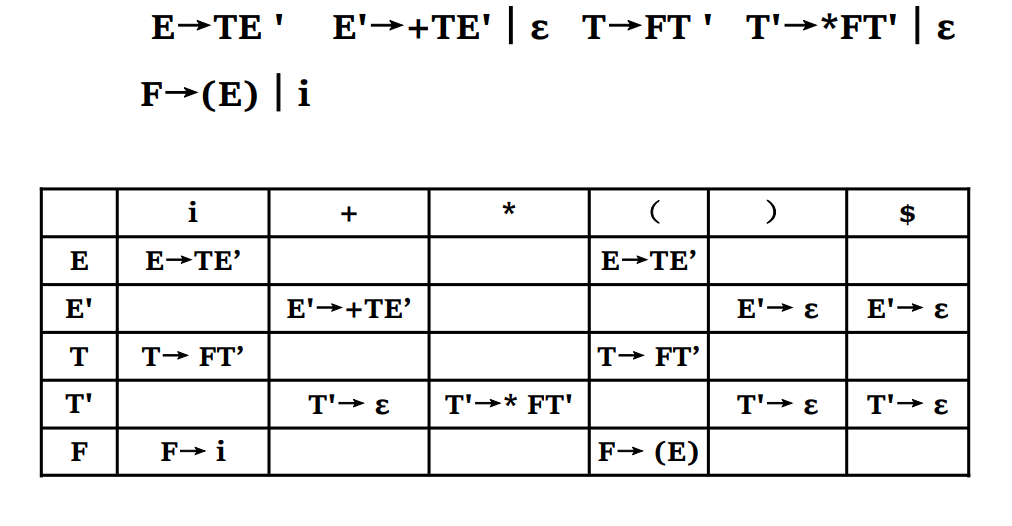 E→TE ' E'→+TE' | ε T→FT ' T'→*FT' | ε
F→(E) | i
i + * ( ) $
E E→TE’ E→TE’
E' E'→+TE’ E'→ ε E'→ ε
T T→ FT’ T→ FT’
T' T'→ ε T'→* FT' T'→ ε T'→ ε
F F→ i F→ (E)